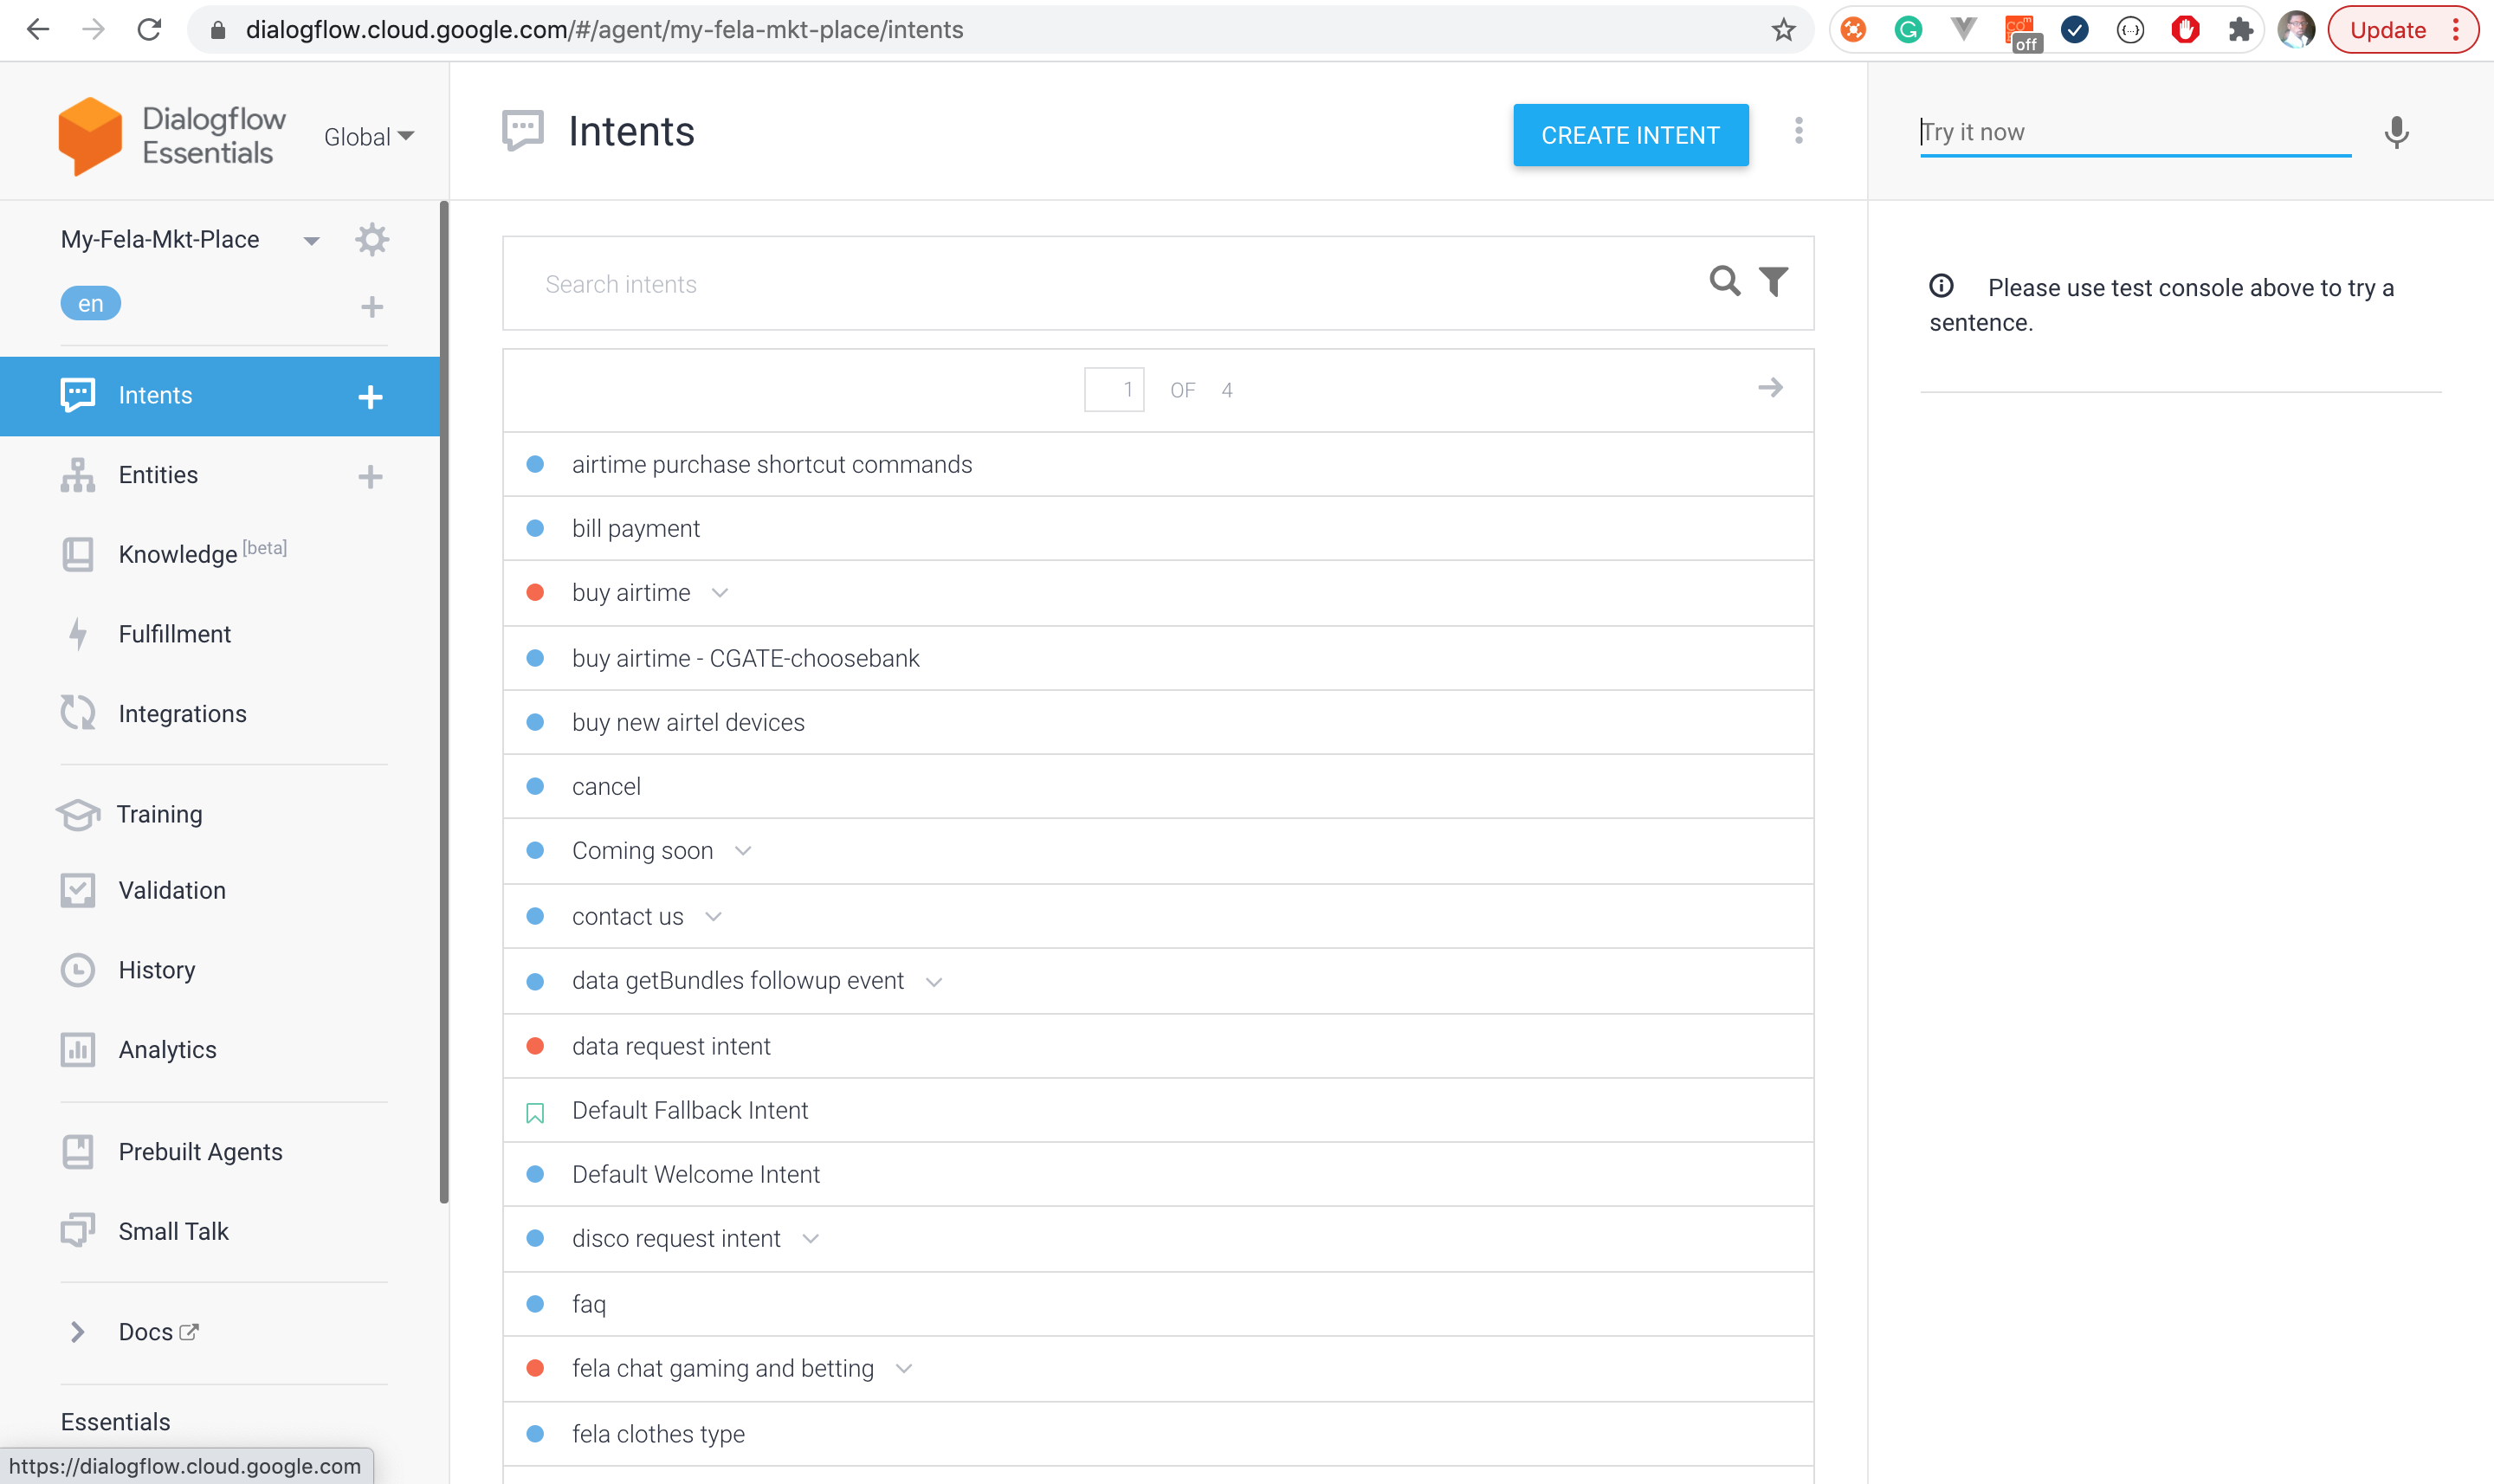 dialogflow.cloud.google.com/#/agent/my-fela-mkt-place/intents
off
Update
Dialogflow
Essentials
Global
My-Fela-Mkt-Place
en
Intents
Entities
Knowledge [beta]
Fulfillment
Integrations
Training
Validation
History
Analytics
Prebuilt Agents
Small Talk
Docs
Essentials
https://dialogflow.cloud.google.com
Intents
CREATE INTENT
Search intents
1 OF 4
airtime purchase shortcut commands
bill payment
buy airtime
buy airtime - CGATE-choosebank
buy new airtel devices
cancel
Coming soon
contact us
data getBundles followup event
data request intent
Default Fallback Intent
Default Welcome Intent
disco request intent
faq
fela chat gaming and betting
fela clothes type
Try it now
Please use test console above to try a
sentence.